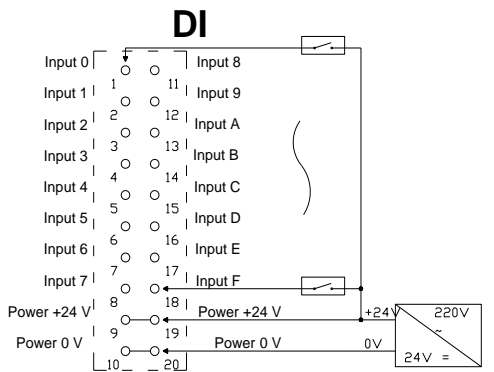 DI
Input 0 Input 8
1 11
Input 1 Input 9
2 12
Input 2 Input A
3 13
Input 3 Input B
4 14
Input 4 Input C
5 15
Input 5 Input D
6 16
Input 6 Input E
7 17
Input 7 Input F
8 18
Power +24 V Power +24 V +24V 220V
9 19 ~
Power 0 V Power 0 V 0V
10 20 24V =